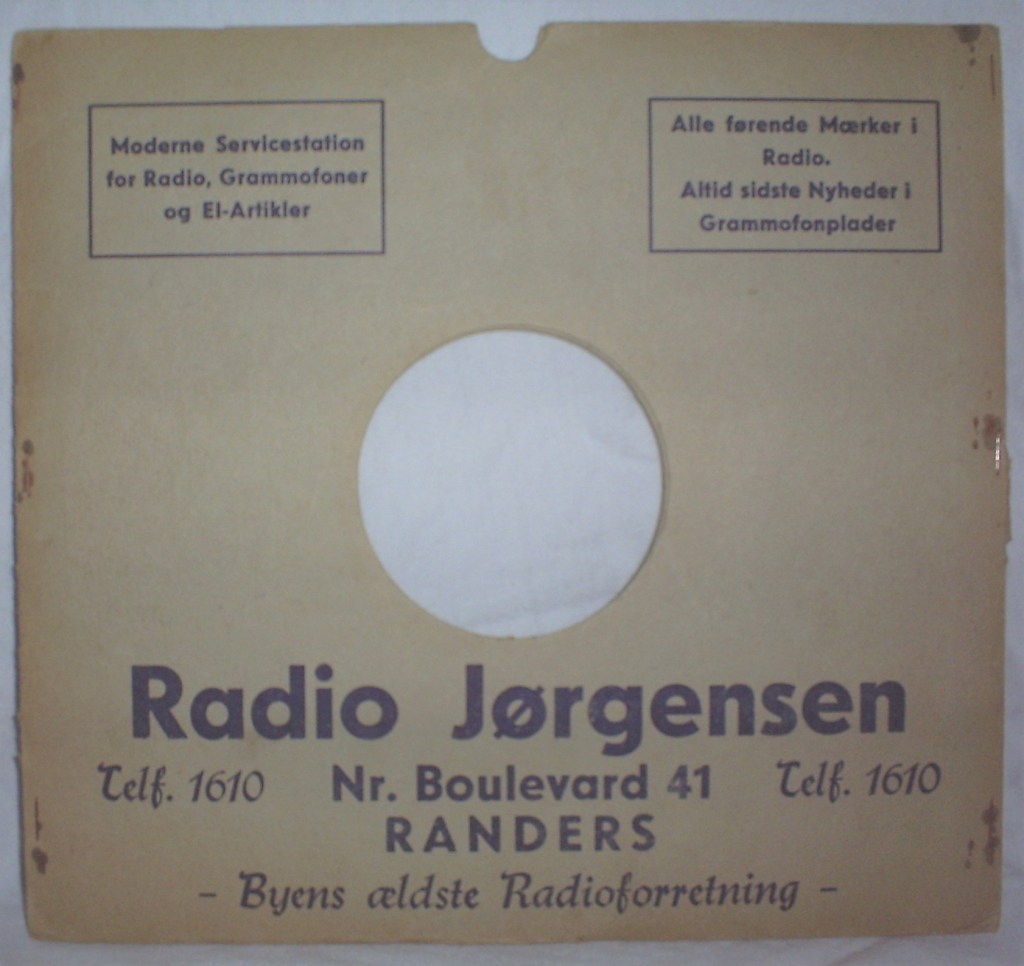 Moderne Servicestation
for Radio, Grammofoner
og El-Artikler
Alle førende Mærker i
Radio.
Altid sidste Nyheder i
Grammofonplader
Radio Jørgensen
Telf. 1610 Nr. Boulevard 41 Telf. 1610
RANDERS
- Byens ældste Radioforretning -